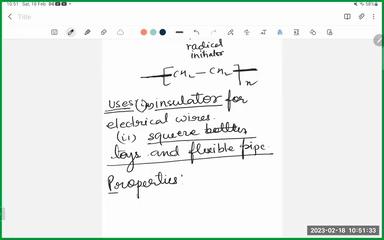 10:51 Sat, 18 Feb
58%
Title
radical
initiator
-[CH2-CH2]n
uses (i) insulator for
electrical wires.
(ii) squeeze bottles
toys and flexible pipe.
Properties:
2023-02-18 10:51:33